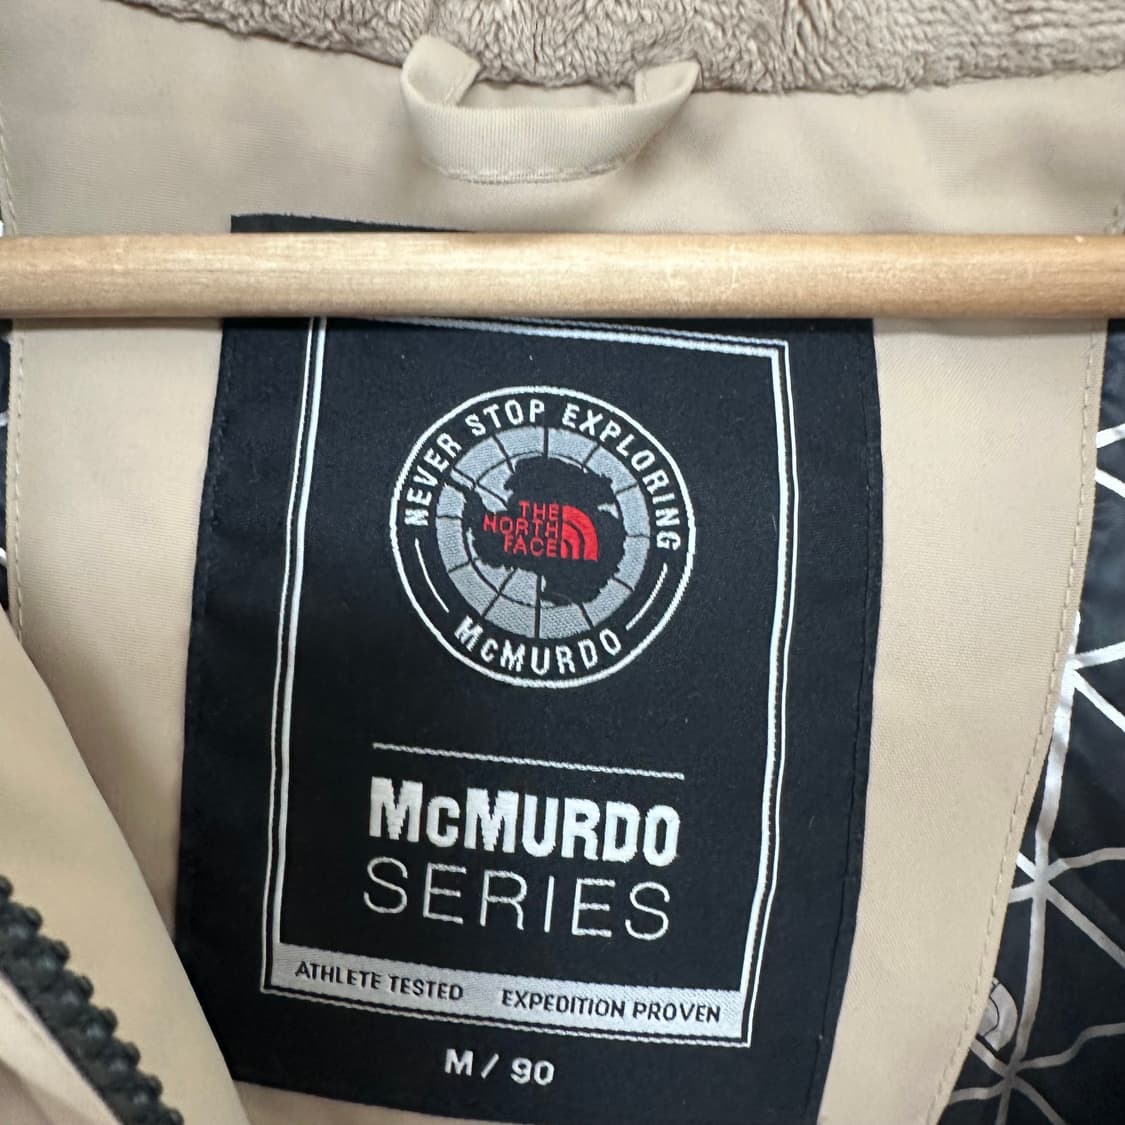 NEVER STOP EXPLORING
THE
NORTH
FACE
McMURDO
McMURDO
SERIES
ATHLETE TESTED EXPEDITION PROVEN
M / 90